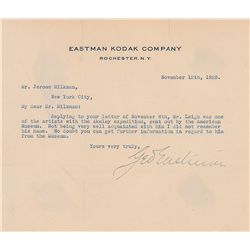 EASTMAN KODAK COMPANY
ROCHESTER, N.Y.
November 12th, 1928.
Mr. Jerome Milkman,
New York City.
My Dear Mr. Milkman:
Replying to your letter of November 8th, Mr. Leigh was
one of the artists with the Akeley expedition, sent out by the American
Museum. Not being very well acquainted with him I did not remember
his name. No doubt you can get further information in regard to him
from the Museum.
Yours very truly,
Geo Eastman